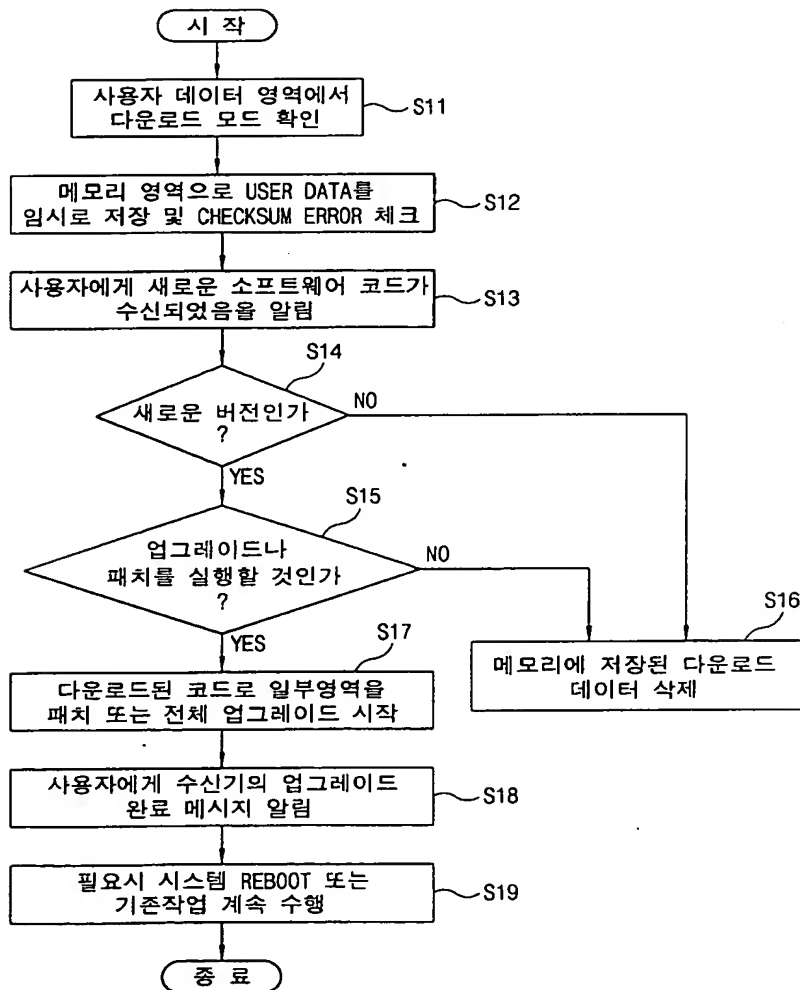 시 작
사용자 데이터 영역에서
다운로드 모드 확인
S11
메모리 영역으로 USER DATA를
임시로 저장 및 CHECKSUM ERROR 체크
S12
사용자에게 새로운 소프트웨어 코드가
수신되었음을 알림
S13
S14
새로운 버전인가
?
NO
YES
S15
업그레이드나
패치를 실행할 것인가
?
NO
YES
S16
메모리에 저장된 다운로드
데이터 삭제
S17
다운로드된 코드로 일부영역을
패치 또는 전체 업그레이드 시작
사용자에게 수신기의 업그레이드
완료 메시지 알림
S18
필요시 시스템 REBOOT 또는
기존작업 계속 수행
S19
종 료